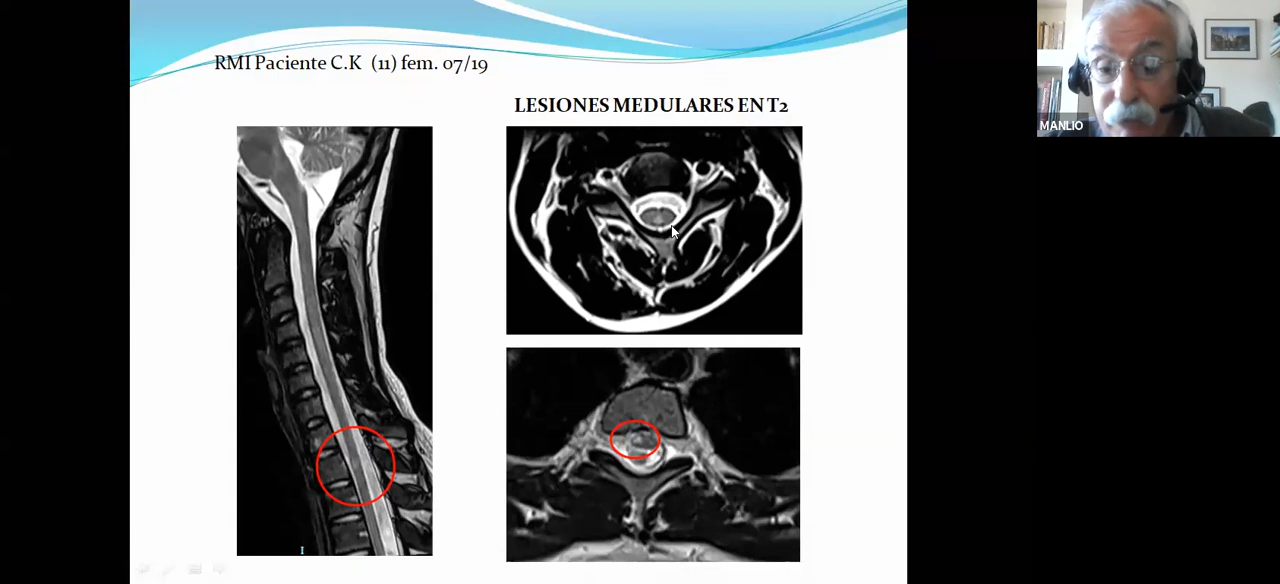 RMI Paciente C.K (11) fem. 07/19
LESIONES MEDULARES EN T2
MANLIO